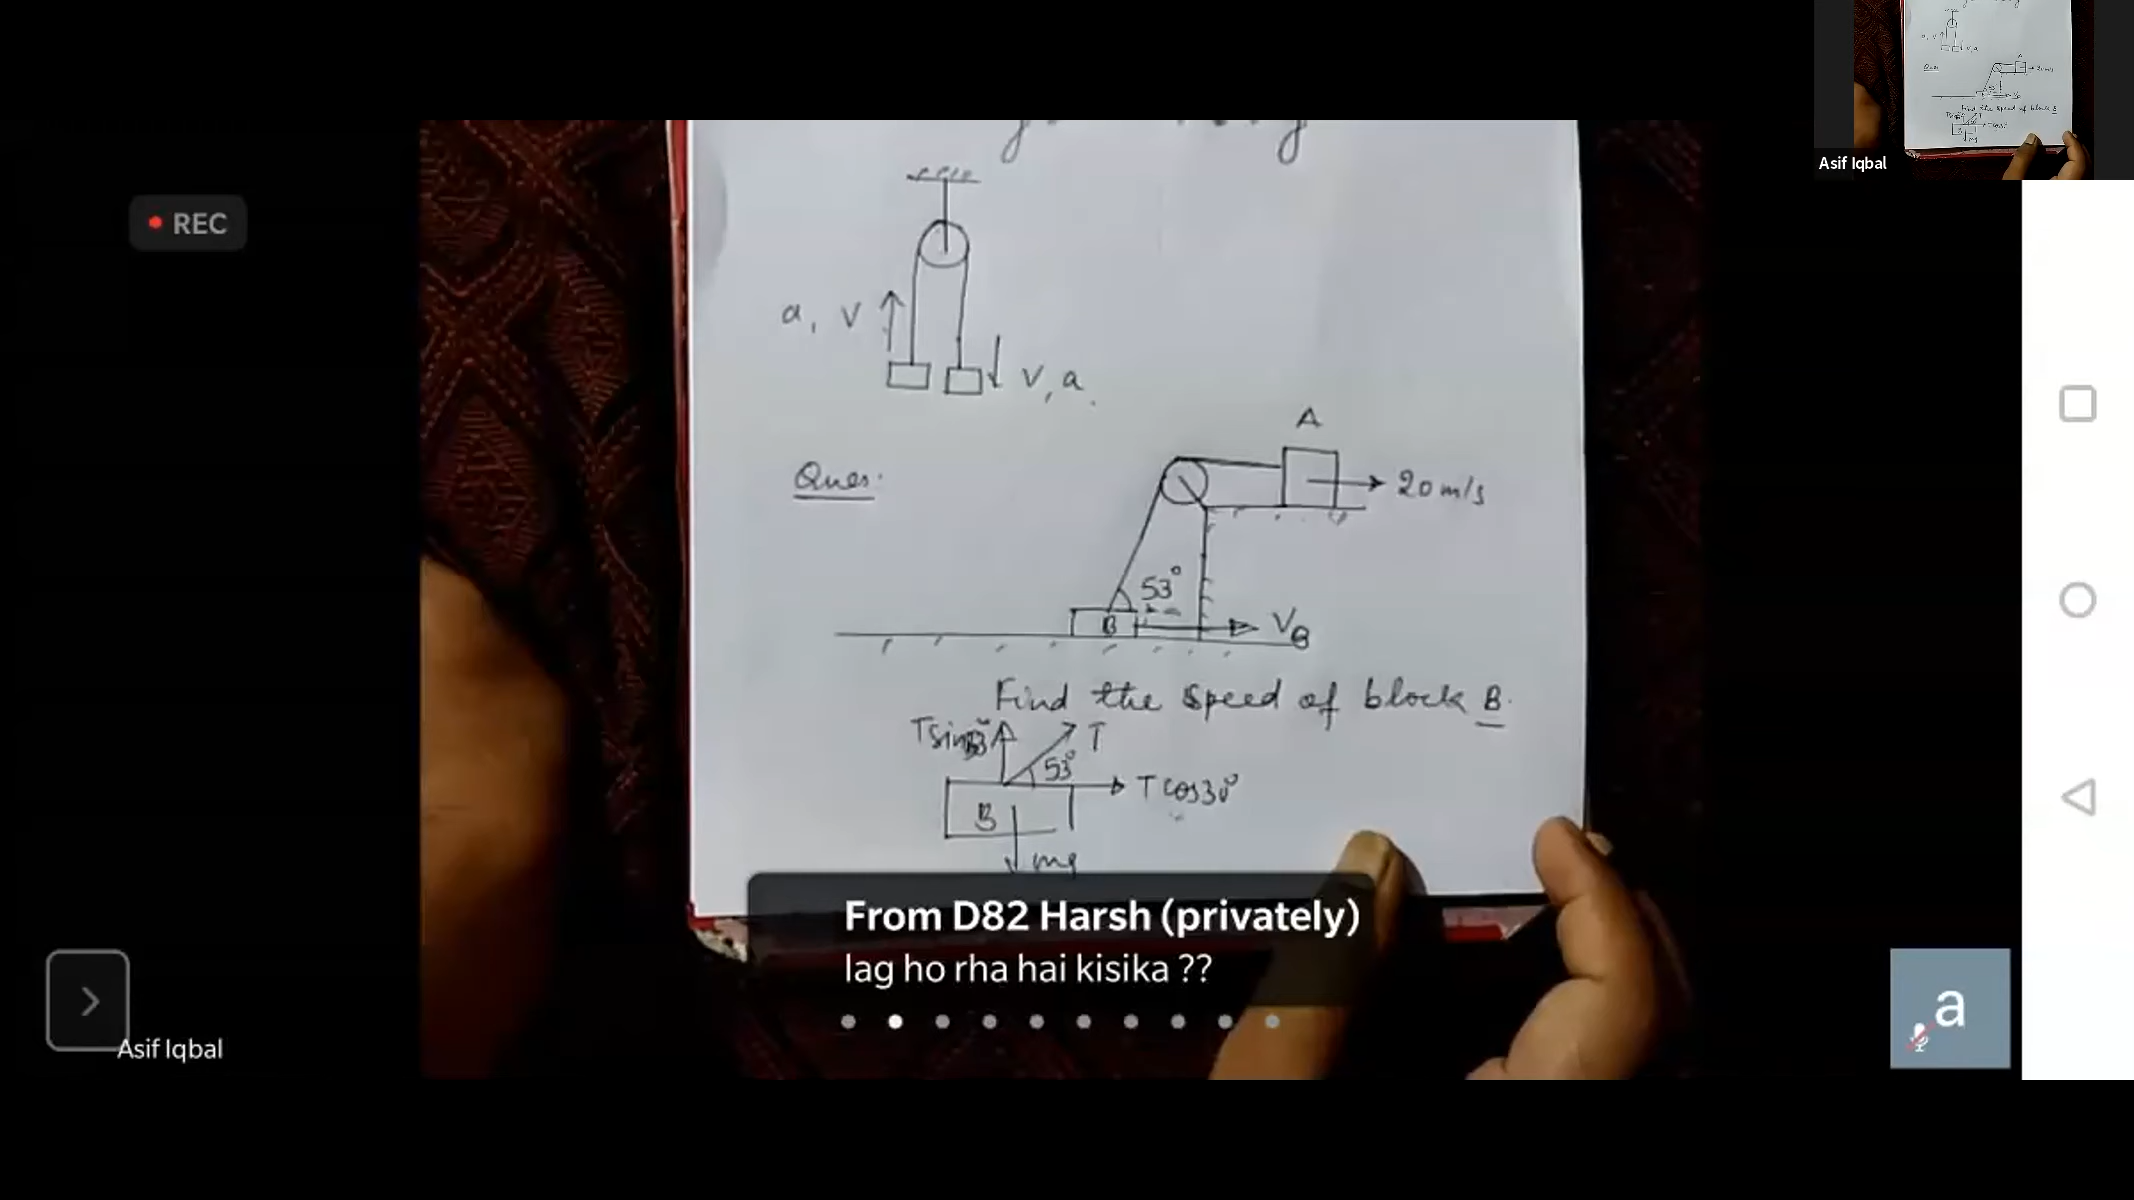 REC
a, v
v, a.
Ques:
A
20 m/s
53°
B
V_B
Find the speed of block B.
T
53°
T cos30°
B
mg
From D82 Harsh (privately)
lag ho rha hai kisika ??
Asif Iqbal
a
Asif Iqbal